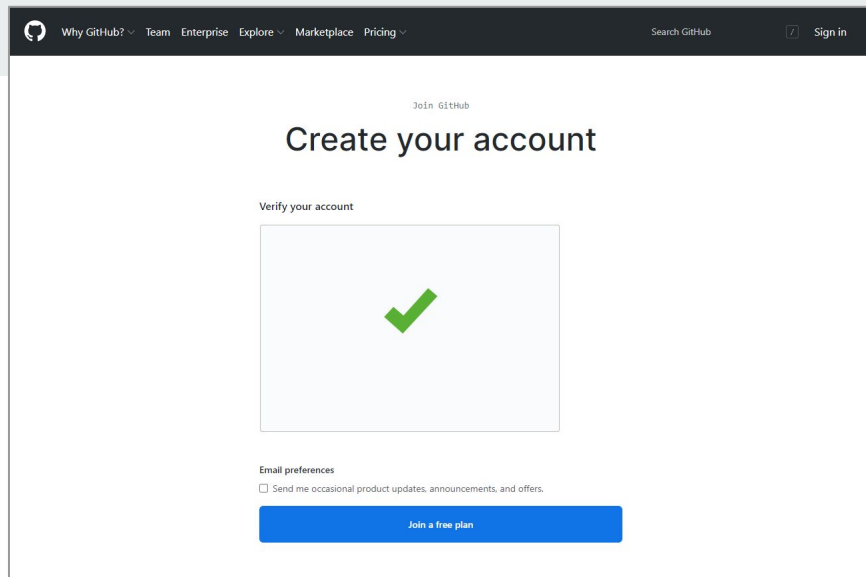 Why GitHub? Team Enterprise Explore Marketplace Pricing Search GitHub / Sign in
Join GitHub
Create your account
Verify your account
Email preferences
Send me occasional product updates, announcements, and offers.
Join a free plan